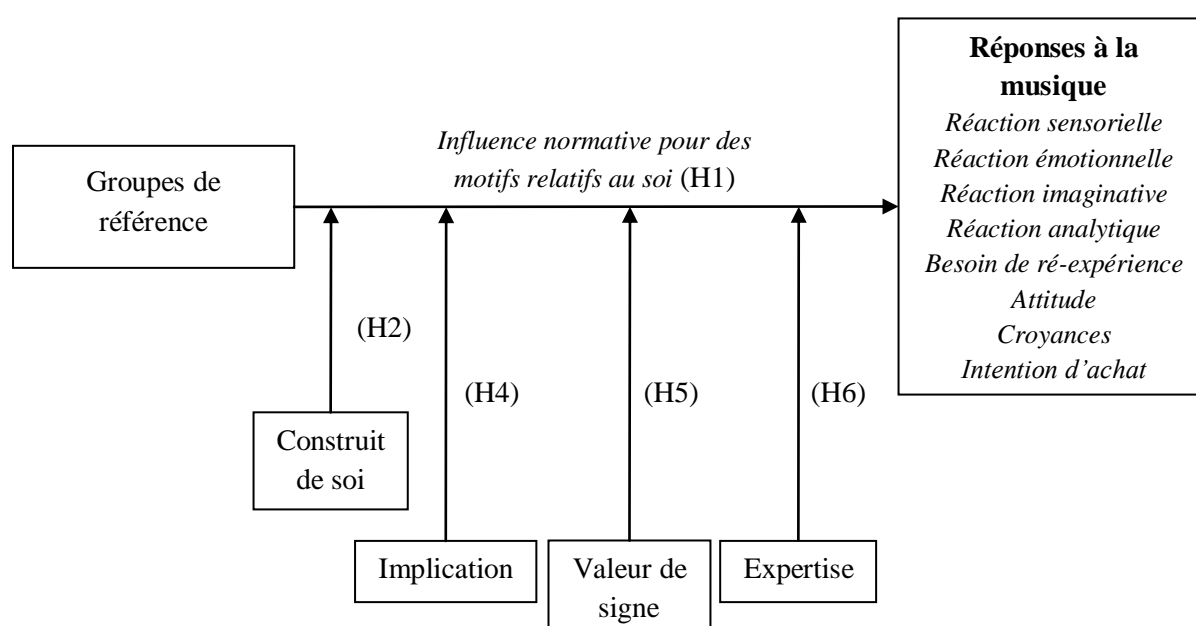 Réponses à la
musique
Réaction sensorielle
Réaction émotionnelle
Réaction imaginative
Réaction analytique
Besoin de ré-expérience
Attitude
Croyances
Intention d'achat
Influence normative pour des
motifs relatifs au soi (H1)
Groupes de
référence
(H2)
(H4)
(H5)
(H6)
Construit
de soi
Implication
Valeur de
signe
Expertise